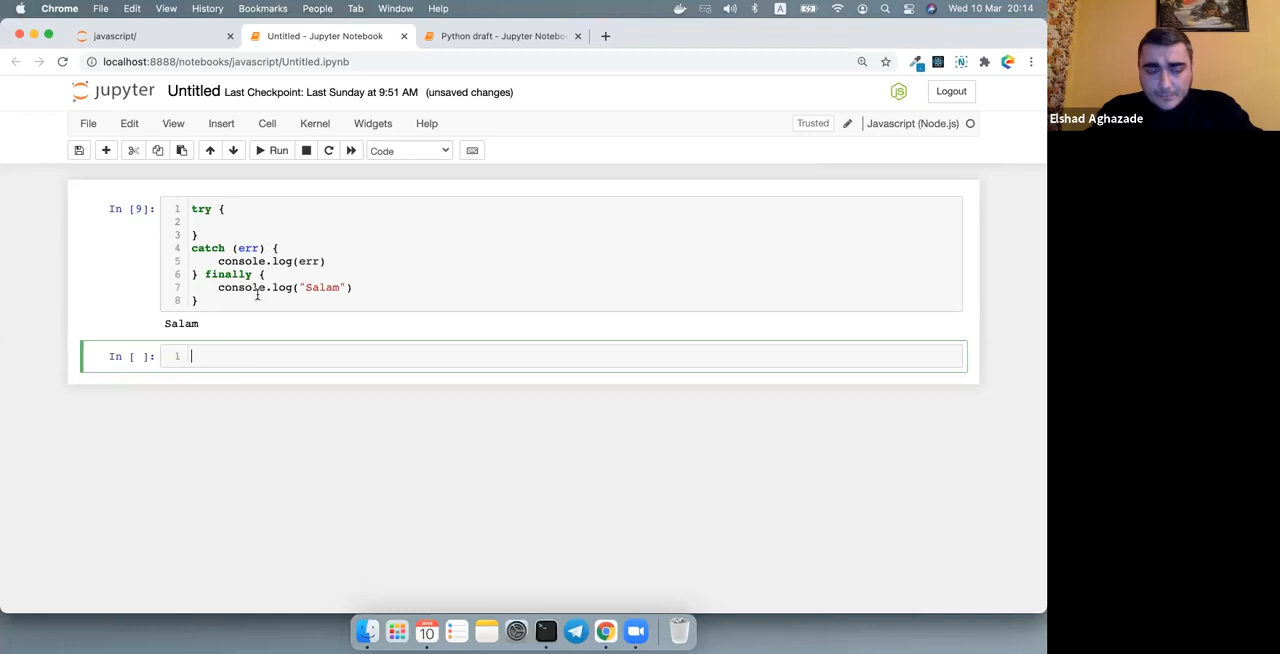 Chrome File Edit View History Bookmarks People Tab Window Help A Wed 10 Mar 20:14
javascript/ Untitled - Jupyter Notebook Python draft - Jupyter Notebo
localhost:8888/notebooks/javascript/Untitled.ipynb
jupyter Untitled Last Checkpoint: Last Sunday at 9:51 AM (unsaved changes) JS Logout
File Edit View Insert Cell Kernel Widgets Help Trusted Javascript (Node.js)
Run Code
In [9]: 1 try {
2
3 }
4 catch (err) {
5 console.log(err)
6 } finally {
7 console.log("Salam")
8 }
Salam
In [ ]: 1
Elshad Aghazade
10